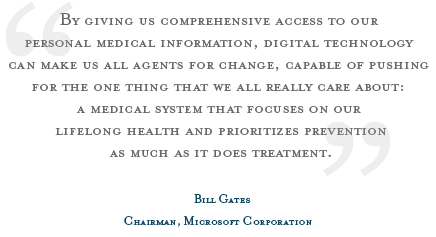 By giving us comprehensive access to our
personal medical information, digital technology
can make us all agents for change, capable of pushing
for the one thing that we all really care about:
a medical system that focuses on our
lifelong health and prioritizes prevention
as much as it does treatment.
Bill Gates
Chairman, Microsoft Corporation